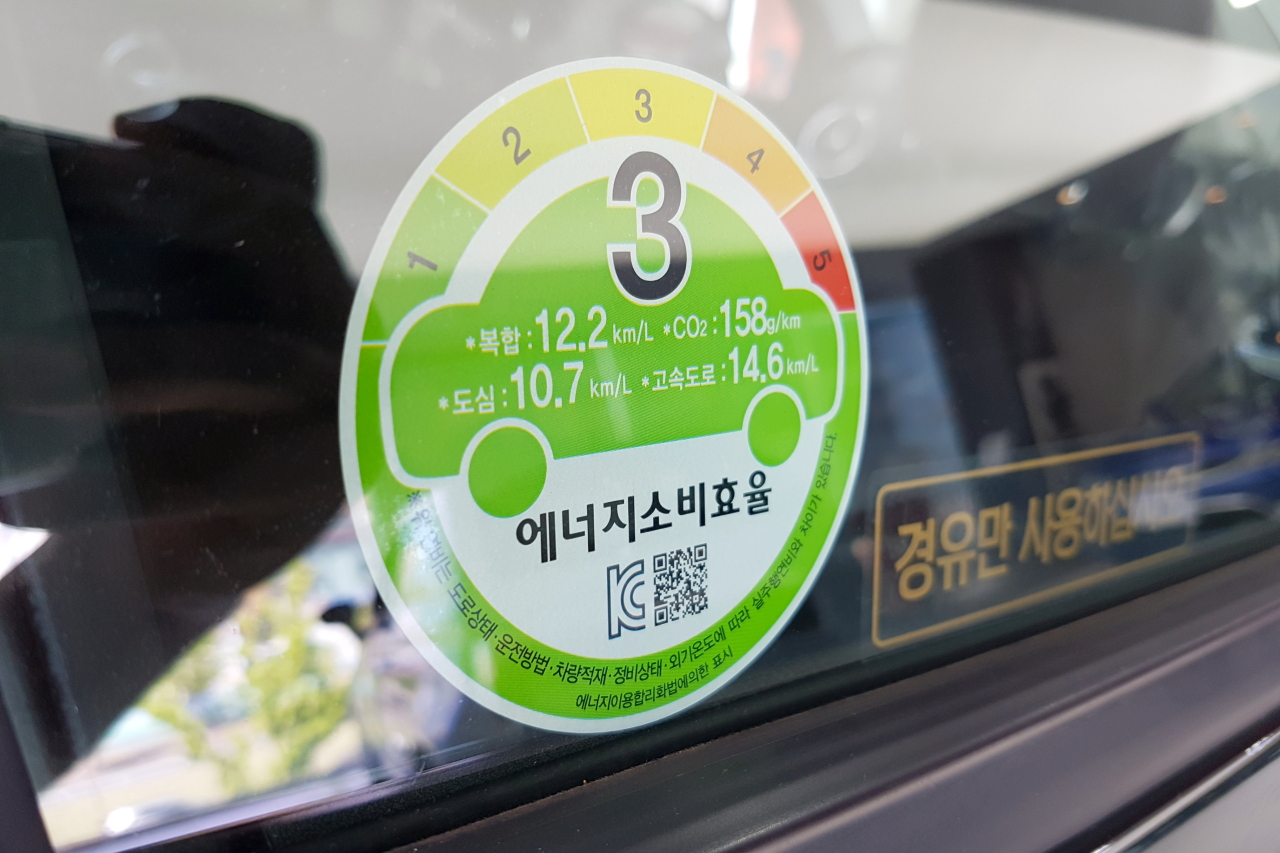 1 2 3 4 5
3
*복합 : 12.2 km/L *CO2 : 158g/km
*도심 : 10.7 km/L *고속도로 : 14.6 km/L
에너지소비효율
※위 연비는 도로상태·운전방법·차량적재·정비상태·외기온도에 따라 실주행연비와 차이가 있습니다.
에너지이용합리화법에의한 표시
경유만 사용하십시오